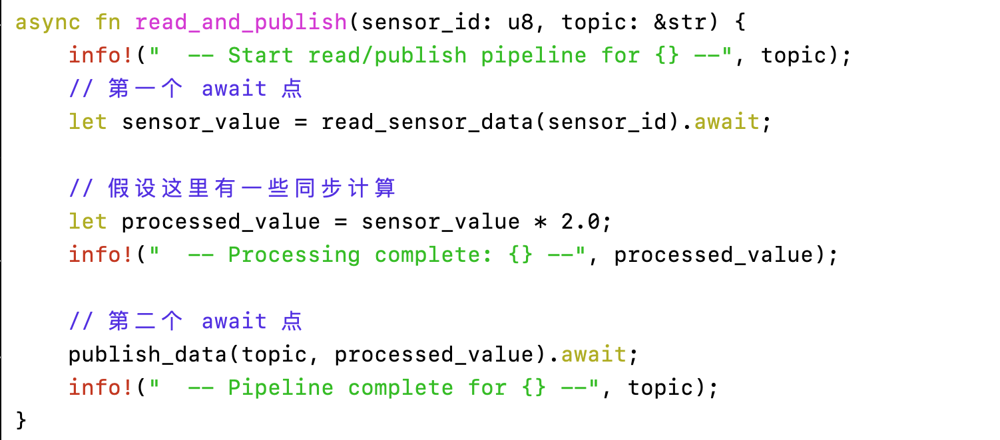 async fn read_and_publish(sensor_id: u8, topic: &str) {
    info!("  -- Start read/publish pipeline for {} --", topic);
    // 第一个 await 点
    let sensor_value = read_sensor_data(sensor_id).await;
    // 假设这里有一些同步计算
    let processed_value = sensor_value * 2.0;
    info!("  -- Processing complete: {} --", processed_value);
    // 第二个 await 点
    publish_data(topic, processed_value).await;
    info!("  -- Pipeline complete for {} --", topic);
}